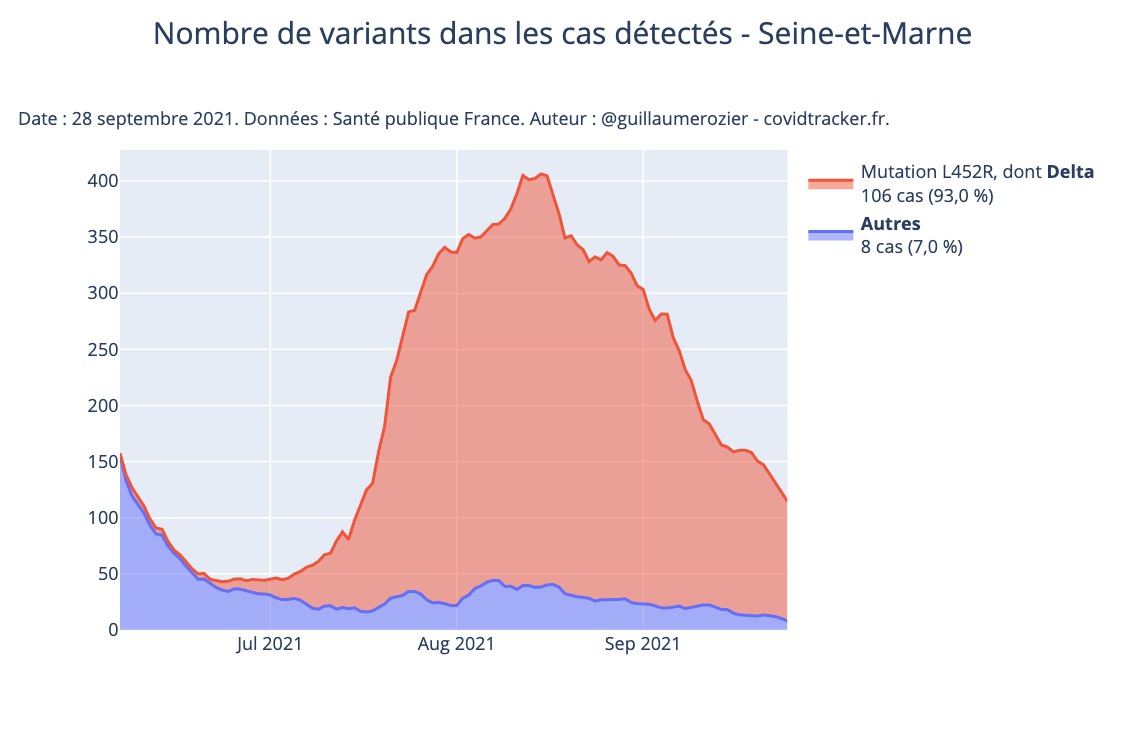 Nombre de variants dans les cas détectés - Seine-et-Marne
Date : 28 septembre 2021. Données : Santé publique France. Auteur : @guillaumerozier - covidtracker.fr.
Mutation L452R, dont Delta
106 cas (93,0 %)
Autres
8 cas (7,0 %)
400
350
300
250
200
150
100
50
0
Jul 2021
Aug 2021
Sep 2021